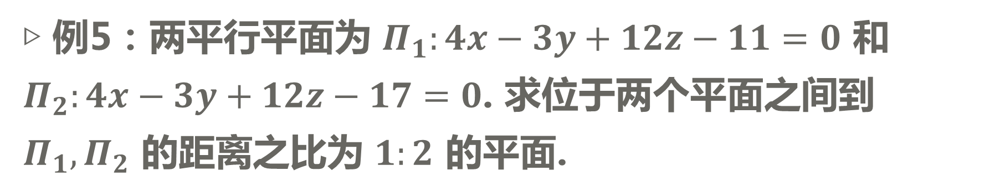 ▷ 例5：两平行平面为 Π₁: 4x − 3y + 12z − 11 = 0 和
Π₂: 4x − 3y + 12z − 17 = 0. 求位于两个平面之间到
Π₁, Π₂ 的距离之比为 1: 2 的平面.